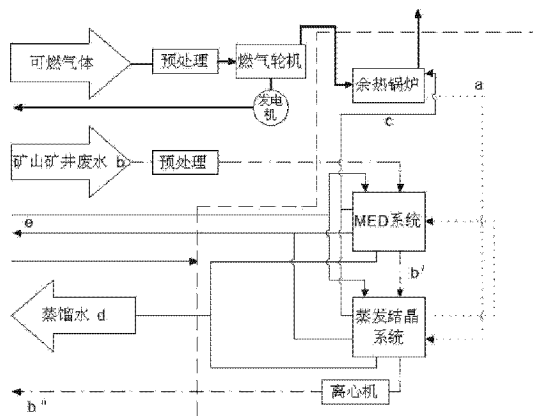 可燃气体
预处理
燃气轮机
余热锅炉
发电
机
a
c
矿山矿井废水 b
预处理
e
MED系统
b'
蒸馏水 d
蒸发结晶
系统
离心机
b"